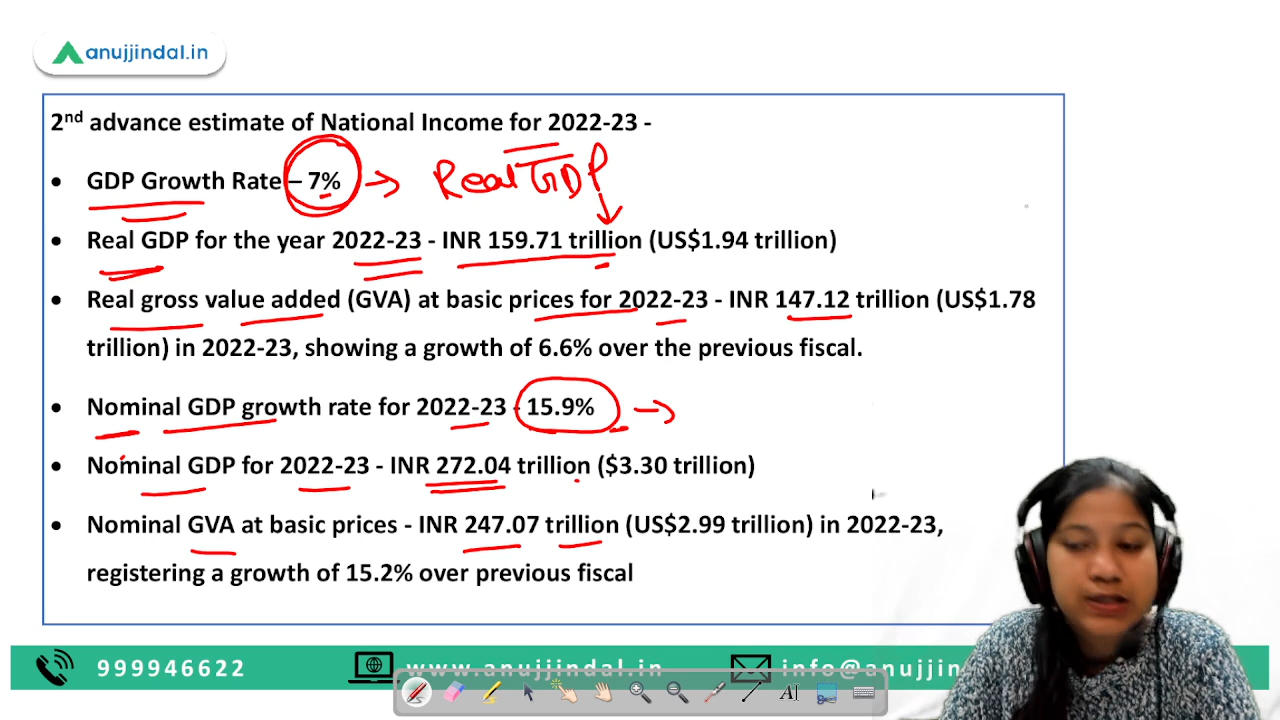 anujjindal.in
2nd advance estimate of National Income for 2022-23 -
• GDP Growth Rate – 7% → Real GDP
• Real GDP for the year 2022-23 - INR 159.71 trillion (US$1.94 trillion)
• Real gross value added (GVA) at basic prices for 2022-23 - INR 147.12 trillion (US$1.78
trillion) in 2022-23, showing a growth of 6.6% over the previous fiscal.
• Nominal GDP growth rate for 2022-23 - 15.9% →
• Nominal GDP for 2022-23 - INR 272.04 trillion ($3.30 trillion)
• Nominal GVA at basic prices - INR 247.07 trillion (US$2.99 trillion) in 2022-23,
registering a growth of 15.2% over previous fiscal
999946622 www.anujjindal.in info@anujjin